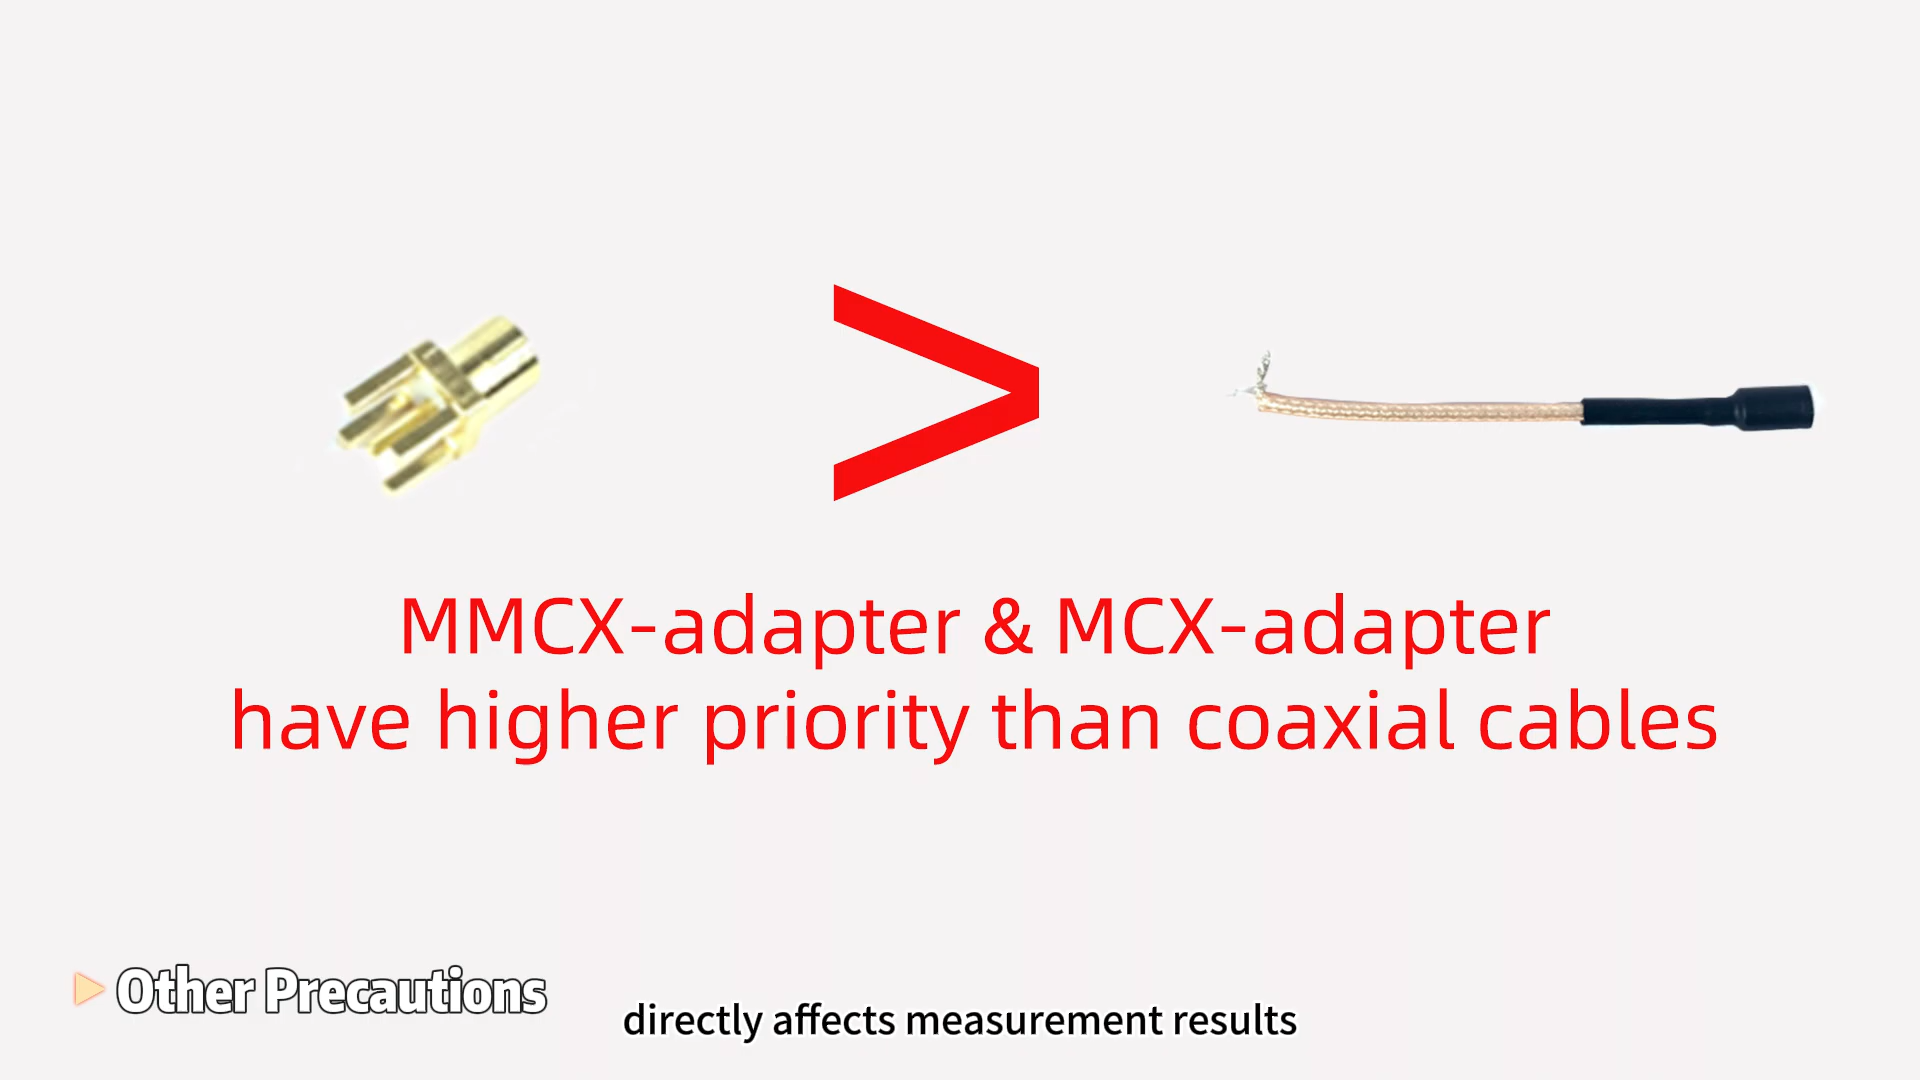 >
MMCX-adapter & MCX-adapter
have higher priority than coaxial cables
Other Precautions
directly affects measurement results